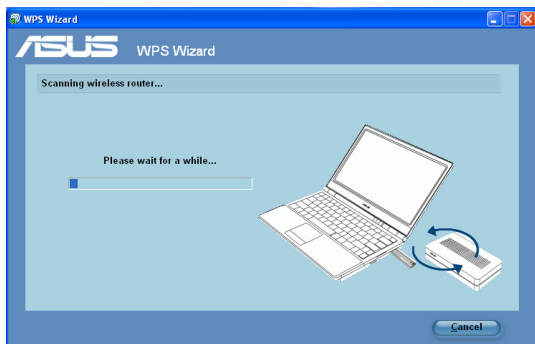 WPS Wizard
ASUS WPS Wizard
Scanning wireless router...
Please wait for a while...
Cancel